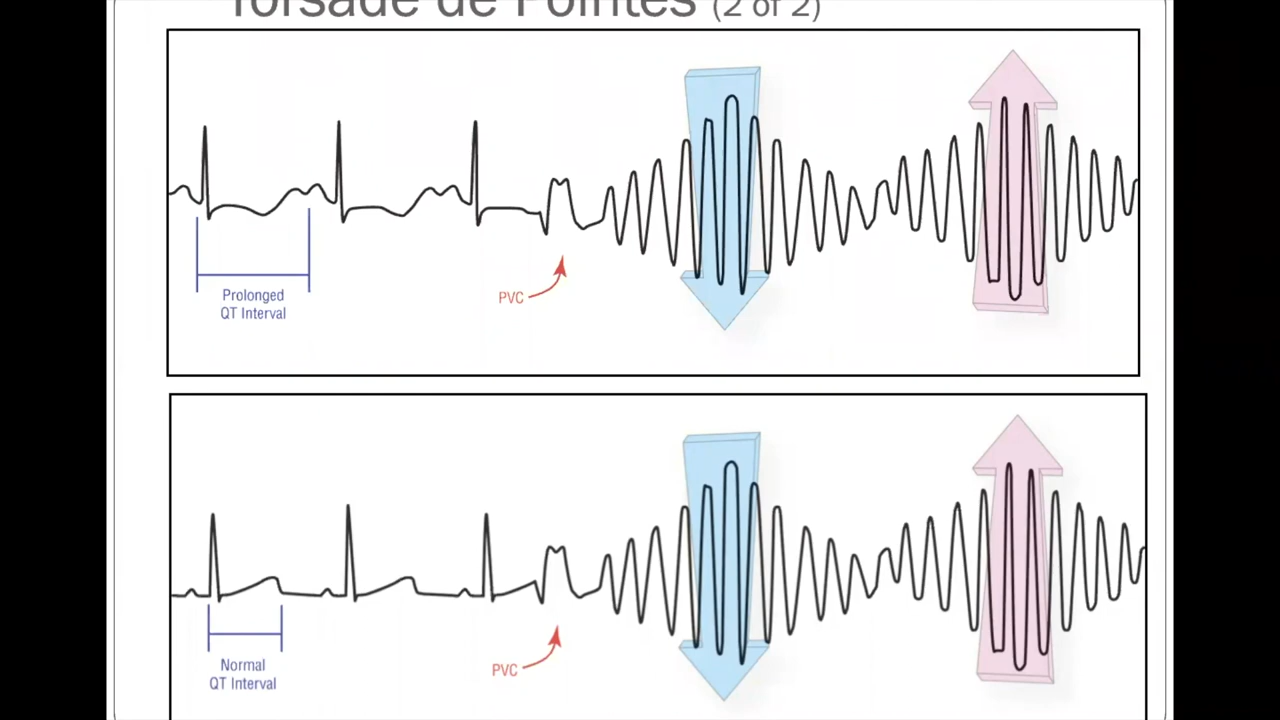 Torsade de Pointes (2 of 2)
Prolonged
QT Interval
PVC
Normal
QT Interval
PVC